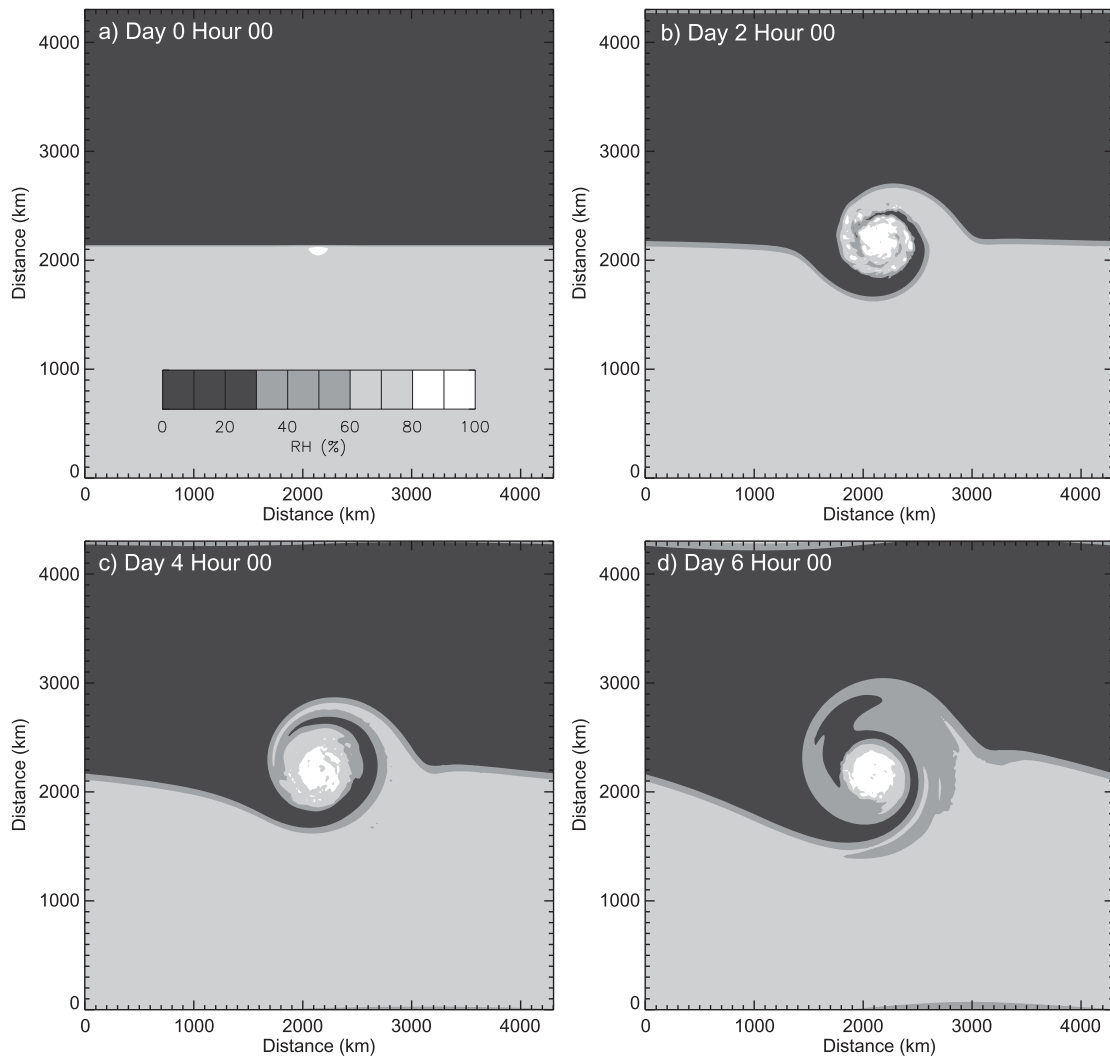 a) Day 0 Hour 00
4000
3000
2000
1000
0
Distance (km)
0 20 40 60 80 100
RH (%)
0 1000 2000 3000 4000
Distance (km)
b) Day 2 Hour 00
4000
3000
2000
1000
0
Distance (km)
0 1000 2000 3000 4000
Distance (km)
c) Day 4 Hour 00
4000
3000
2000
1000
0
Distance (km)
0 1000 2000 3000 4000
Distance (km)
d) Day 6 Hour 00
4000
3000
2000
1000
0
Distance (km)
0 1000 2000 3000 4000
Distance (km)